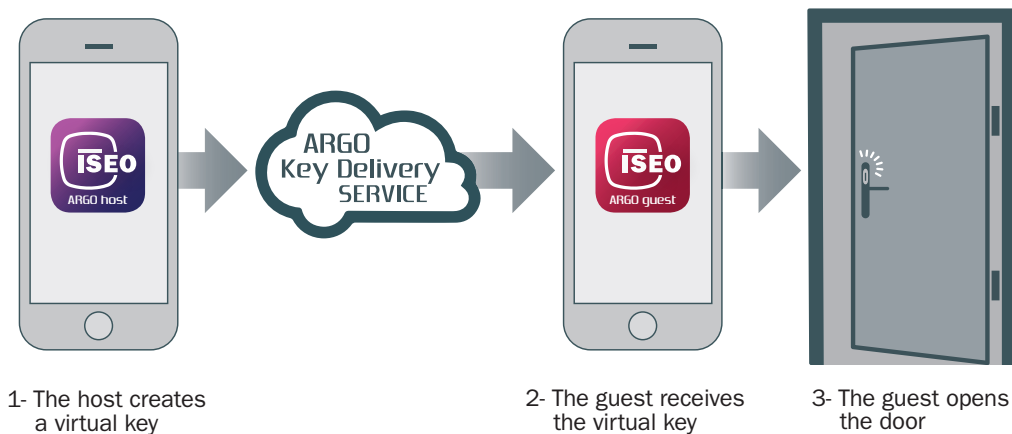 ISEO
ARGO host
ARGO
Key Delivery
SERVICE
ISEO
ARGO guest
1- The host creates
a virtual key
2- The guest receives
the virtual key
3- The guest opens
the door